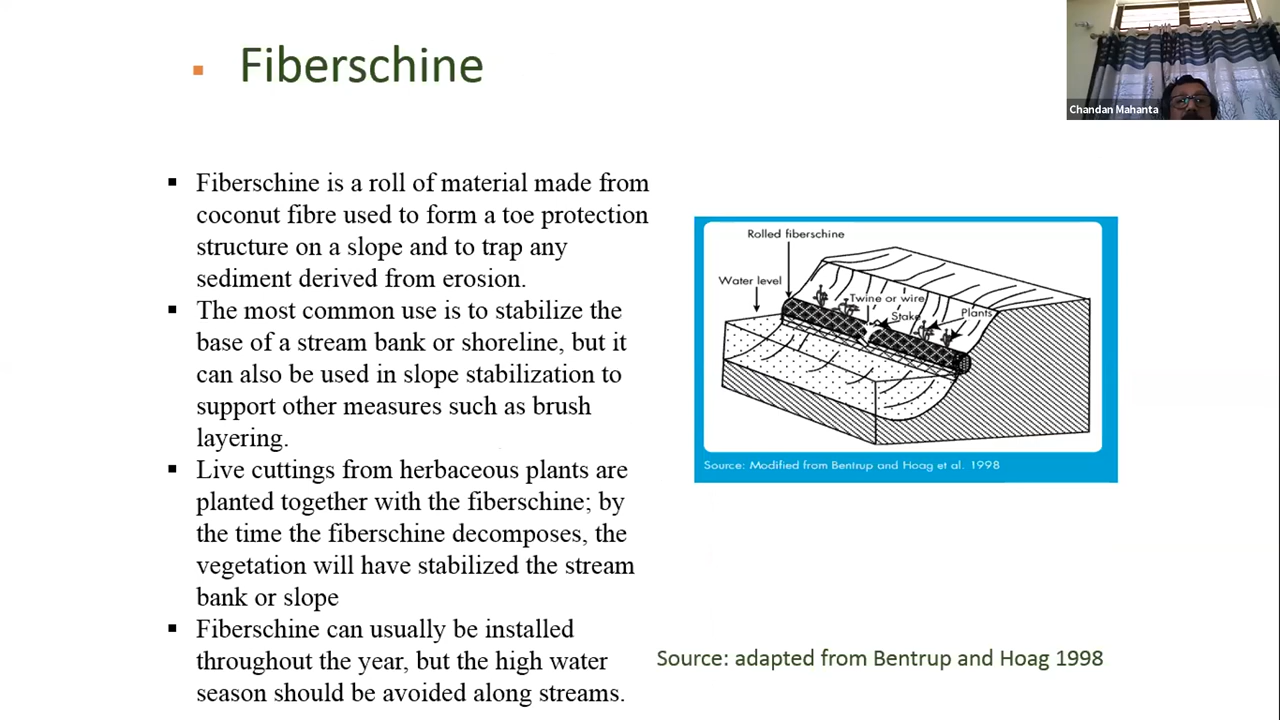 Fiberschine
Chandan Mahanta
Fiberschine is a roll of material made from
coconut fibre used to form a toe protection
structure on a slope and to trap any
sediment derived from erosion.
The most common use is to stabilize the
base of a stream bank or shoreline, but it
can also be used in slope stabilization to
support other measures such as brush
layering.
Live cuttings from herbaceous plants are
planted together with the fiberschine; by
the time the fiberschine decomposes, the
vegetation will have stabilized the stream
bank or slope
Fiberschine can usually be installed
throughout the year, but the high water
season should be avoided along streams.
Rolled fiberschine
Water level
Twine or wire
Stake
Plants
Source: Modified from Bentrup and Hoag et al. 1998
Source: adapted from Bentrup and Hoag 1998